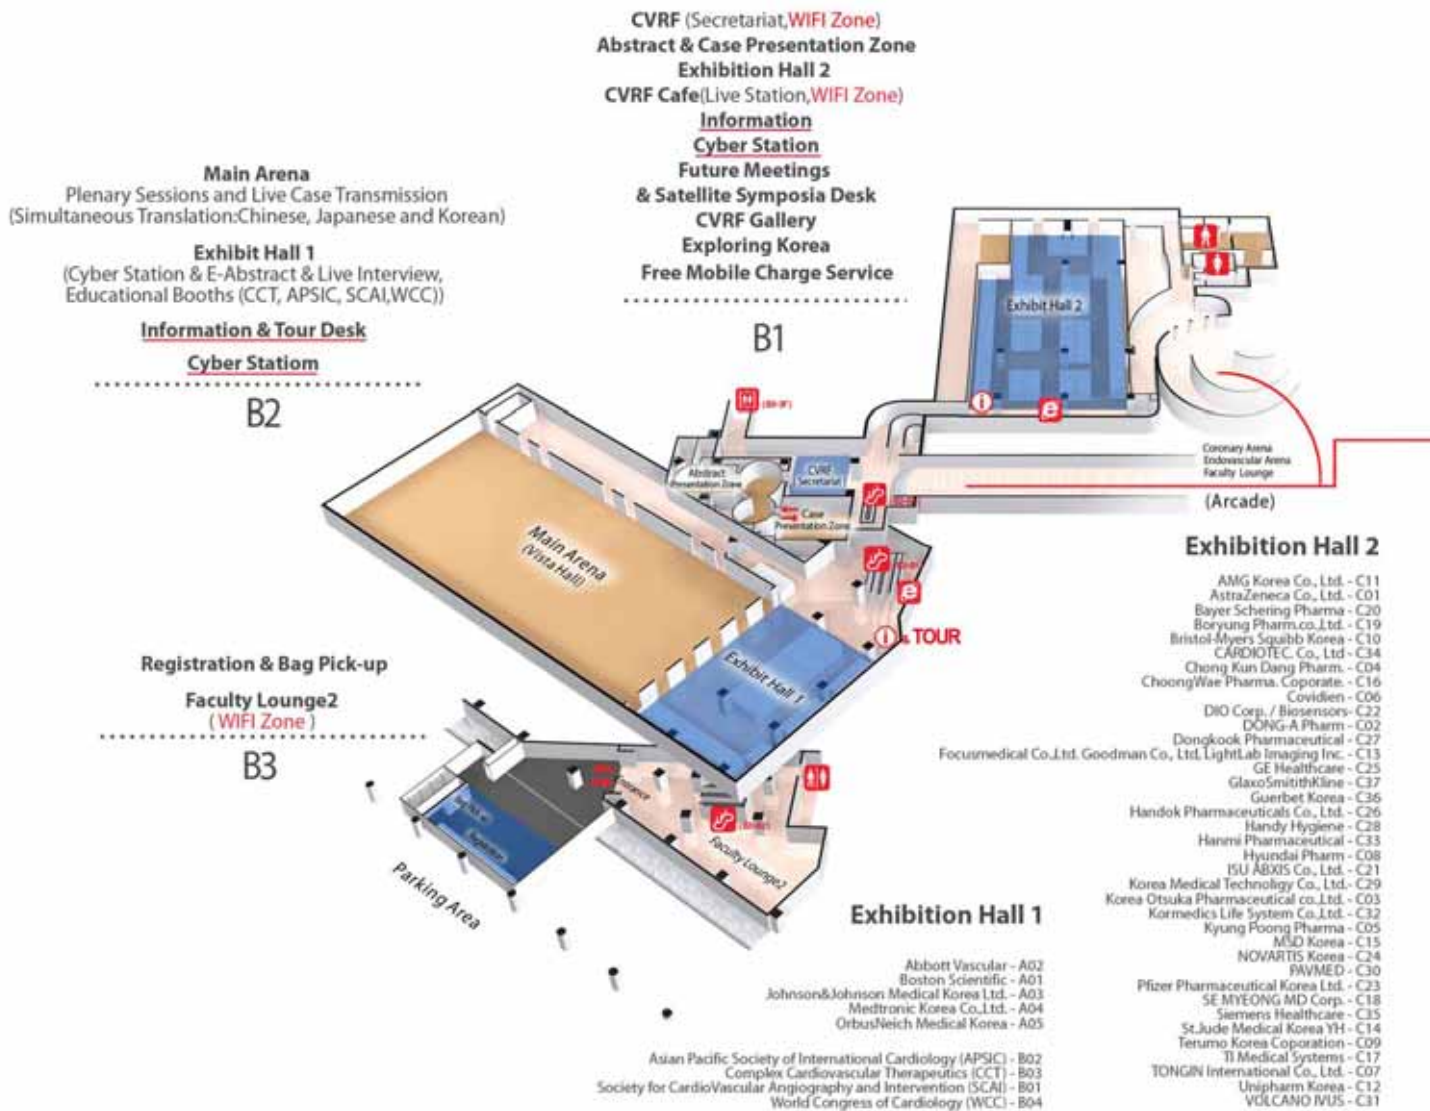 CVRF (Secretariat,WIFI Zone)
Abstract & Case Presentation Zone
Exhibition Hall 2
CVRF Cafe(Live Station,WIFI Zone)
Information
Cyber Station
Future Meetings
& Satellite Symposia Desk
CVRF Gallery
Exploring Korea
Free Mobile Charge Service
B1
Main Arena
Plenary Sessions and Live Case Transmission
(Simultaneous Translation:Chinese, Japanese and Korean)
Exhibit Hall 1
(Cyber Station & E-Abstract & Live Interview,
Educational Booths (CCT, APSIC, SCAI,WCC))
Information & Tour Desk
Cyber Statiom
B2
Registration & Bag Pick-up
Faculty Lounge2
( WIFI Zone )
B3
Exhibit Hall 2
Abstract
Presentation Zone
CVRF
Secretariat
Case
Presentation Zone
Coronary Arena
Endovascular Arena
Faculty Lounge
(Arcade)
Main Arena
(Vista Hall)
Exhibit Hall 1
& TOUR
Entrance
Registration
Faculty Lounge2
Parking Area
Exhibition Hall 1
Abbott Vascular - A02
Boston Scientific - A01
Johnson&Johnson Medical Korea Ltd. - A03
Medtronic Korea Co,Ltd. - A04
OrbusNeich Medical Korea - A05
Asian Pacific Society of International Cardiology (APSIC) - B02
Complex Cardiovascular Therapeutics (CCT) - B03
Society for CardioVascular Angiography and Intervention (SCAI) - B01
World Congress of Cardiology (WCC) - B04
Exhibition Hall 2
AMG Korea Co., Ltd. - C11
AstraZeneca Co., Ltd. - C01
Bayer Schering Pharma - C20
Boryung Pharm.co.,Ltd. - C19
Bristol-Myers Squibb Korea - C10
CARDIOTEC. Co., Ltd - C34
Chong Kun Dang Pharm. - C04
ChoongWae Pharma. Coporate. - C16
Covidien - C06
DIO Corp. / Biosensors- C22
DONG-A Pharm - C02
Dongkook Pharmaceutical - C27
Focusmedical Co.,Ltd. Goodman Co., Ltd, LightLab Imaging Inc. - C13
GE Healthcare - C25
GlaxoSmitithKline - C37
Guerbet Korea - C36
Handok Pharmaceuticals Co., Ltd. - C26
Handy Hygiene - C28
Hanmi Pharmaceutical - C33
Hyundai Pharm - C08
ISU ABXIS Co., Ltd. - C21
Korea Medical Technoligy Co., Ltd.- C29
Korea Otsuka Pharmaceutical co.,Ltd. - C03
Kormedics Life System Co.,Ltd. - C32
Kyung Poong Pharma - C05
MSD Korea - C15
NOVARTIS Korea - C24
PAVMED - C30
Pfizer Pharmaceutical Korea Ltd. - C23
SE MYEONG MD Corp. - C18
Siemens Healthcare - C35
St.Jude Medical Korea YH - C14
Terumo Korea Coporation - C09
TI Medical Systems - C17
TONGIN International Co., Ltd. - C07
Unipharm Korea - C12
VOLCANO IVUS - C31